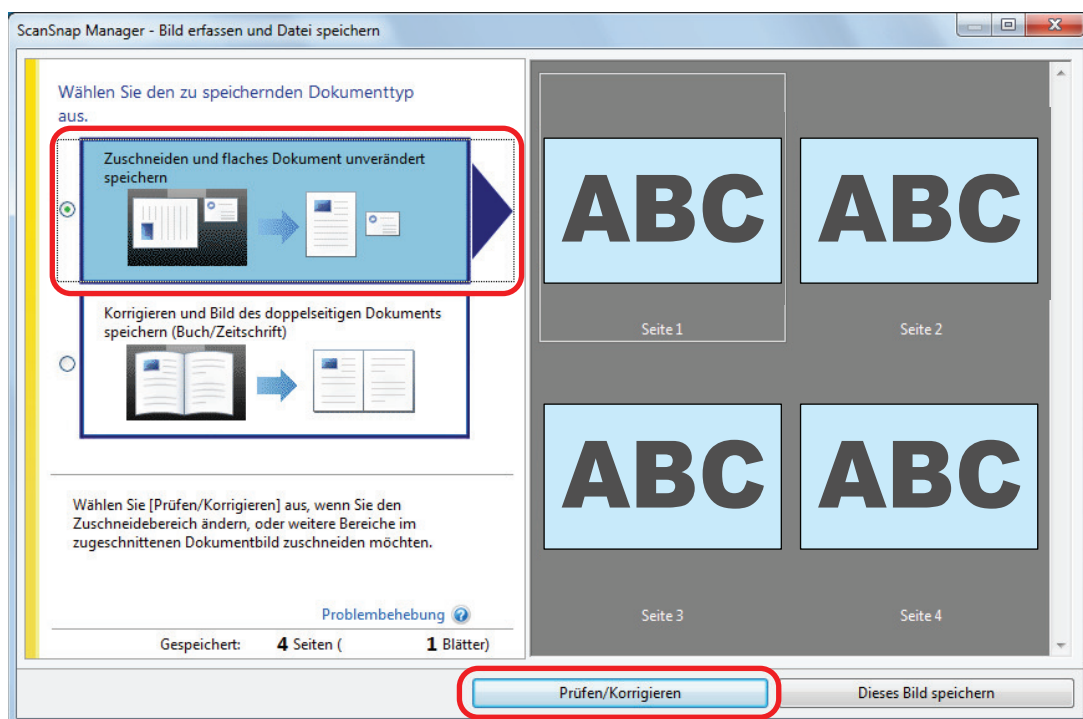 ScanSnap Manager - Bild erfassen und Datei speichern
Wählen Sie den zu speichernden Dokumenttyp
aus.
Zuschneiden und flaches Dokument unverändert
speichern
Korrigieren und Bild des doppelseitigen Dokuments
speichern (Buch/Zeitschrift)
Wählen Sie [Prüfen/Korrigieren] aus, wenn Sie den
Zuschneidebereich ändern, oder weitere Bereiche im
zugeschnittenen Dokumentbild zuschneiden möchten.
Problembehebung ?
Gespeichert: 4 Seiten ( 1 Blätter)
ABC ABC
Seite 1 Seite 2
ABC ABC
Seite 3 Seite 4
Prüfen/Korrigieren Dieses Bild speichern